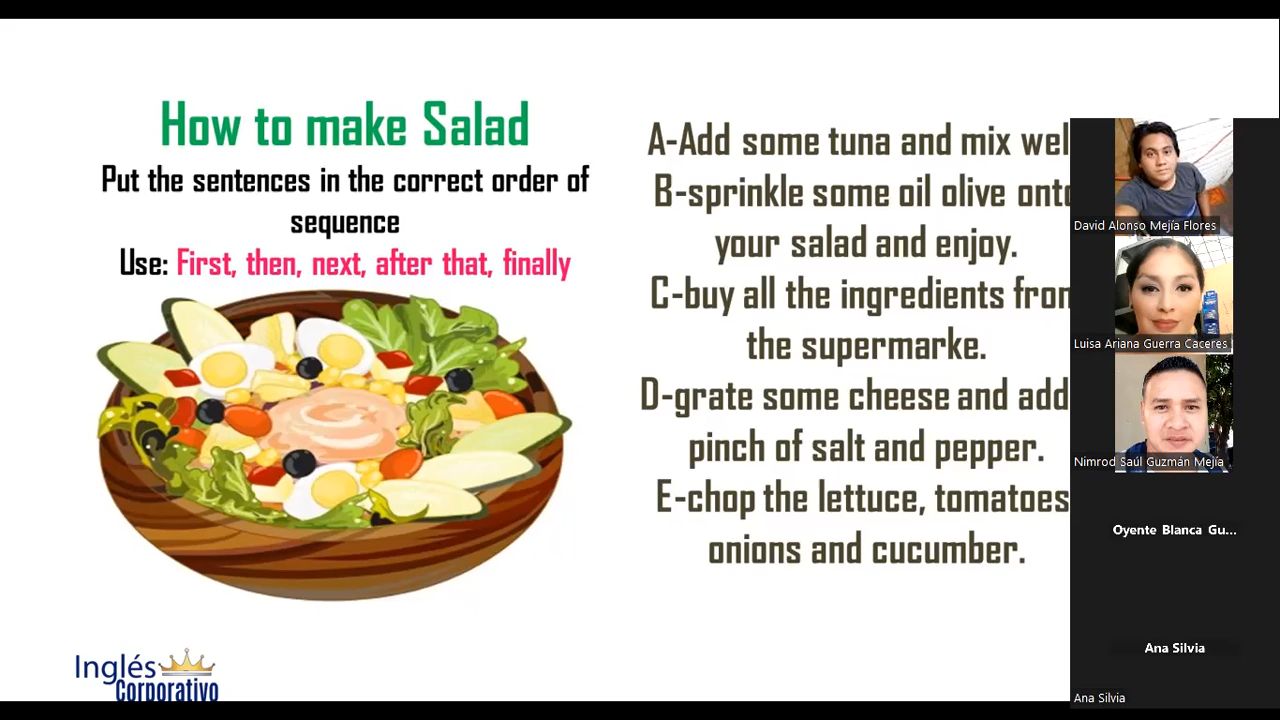 How to make Salad
Put the sentences in the correct order of
sequence
Use: First, then, next, after that, finally
A-Add some tuna and mix wel
B-sprinkle some oil olive onto
your salad and enjoy.
C-buy all the ingredients from
the supermarke.
D-grate some cheese and add
pinch of salt and pepper.
E-chop the lettuce, tomatoes
onions and cucumber.
Inglés
Corporativo
David Alonso Mejía Flores
Luisa Ariana Guerra Caceres
Nimrod Saúl Guzmán Mejía
Oyente Blanca Gu...
Ana Silvia
Ana Silvia